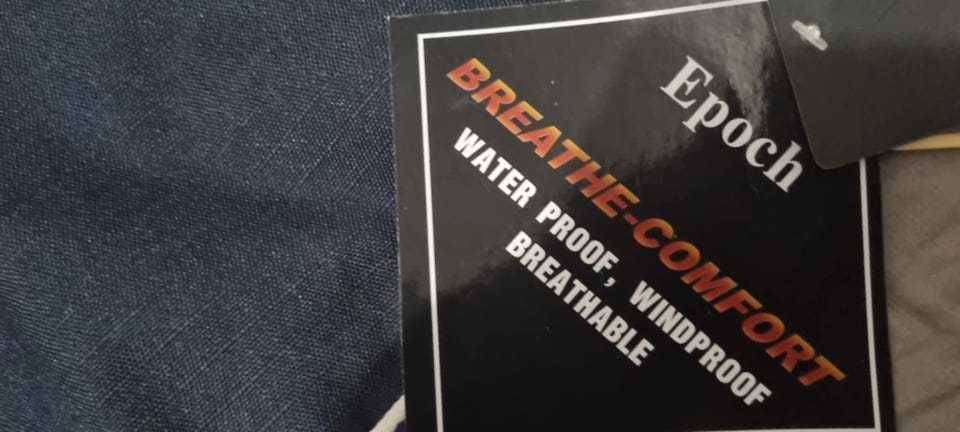 Epoch
BREATHE-COMFORT
WATER PROOF, WINDPROOF
BREATHABLE